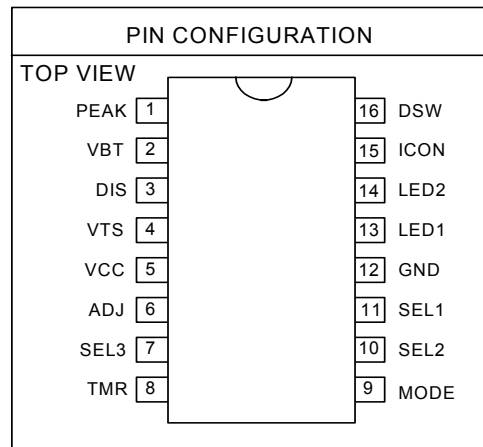 PIN CONFIGURATION
TOP VIEW
PEAK 1 16 DSW
VBT 2 15 ICON
DIS 3 14 LED2
VTS 4 13 LED1
VCC 5 12 GND
ADJ 6 11 SEL1
SEL3 7 10 SEL2
TMR 8 9 MODE